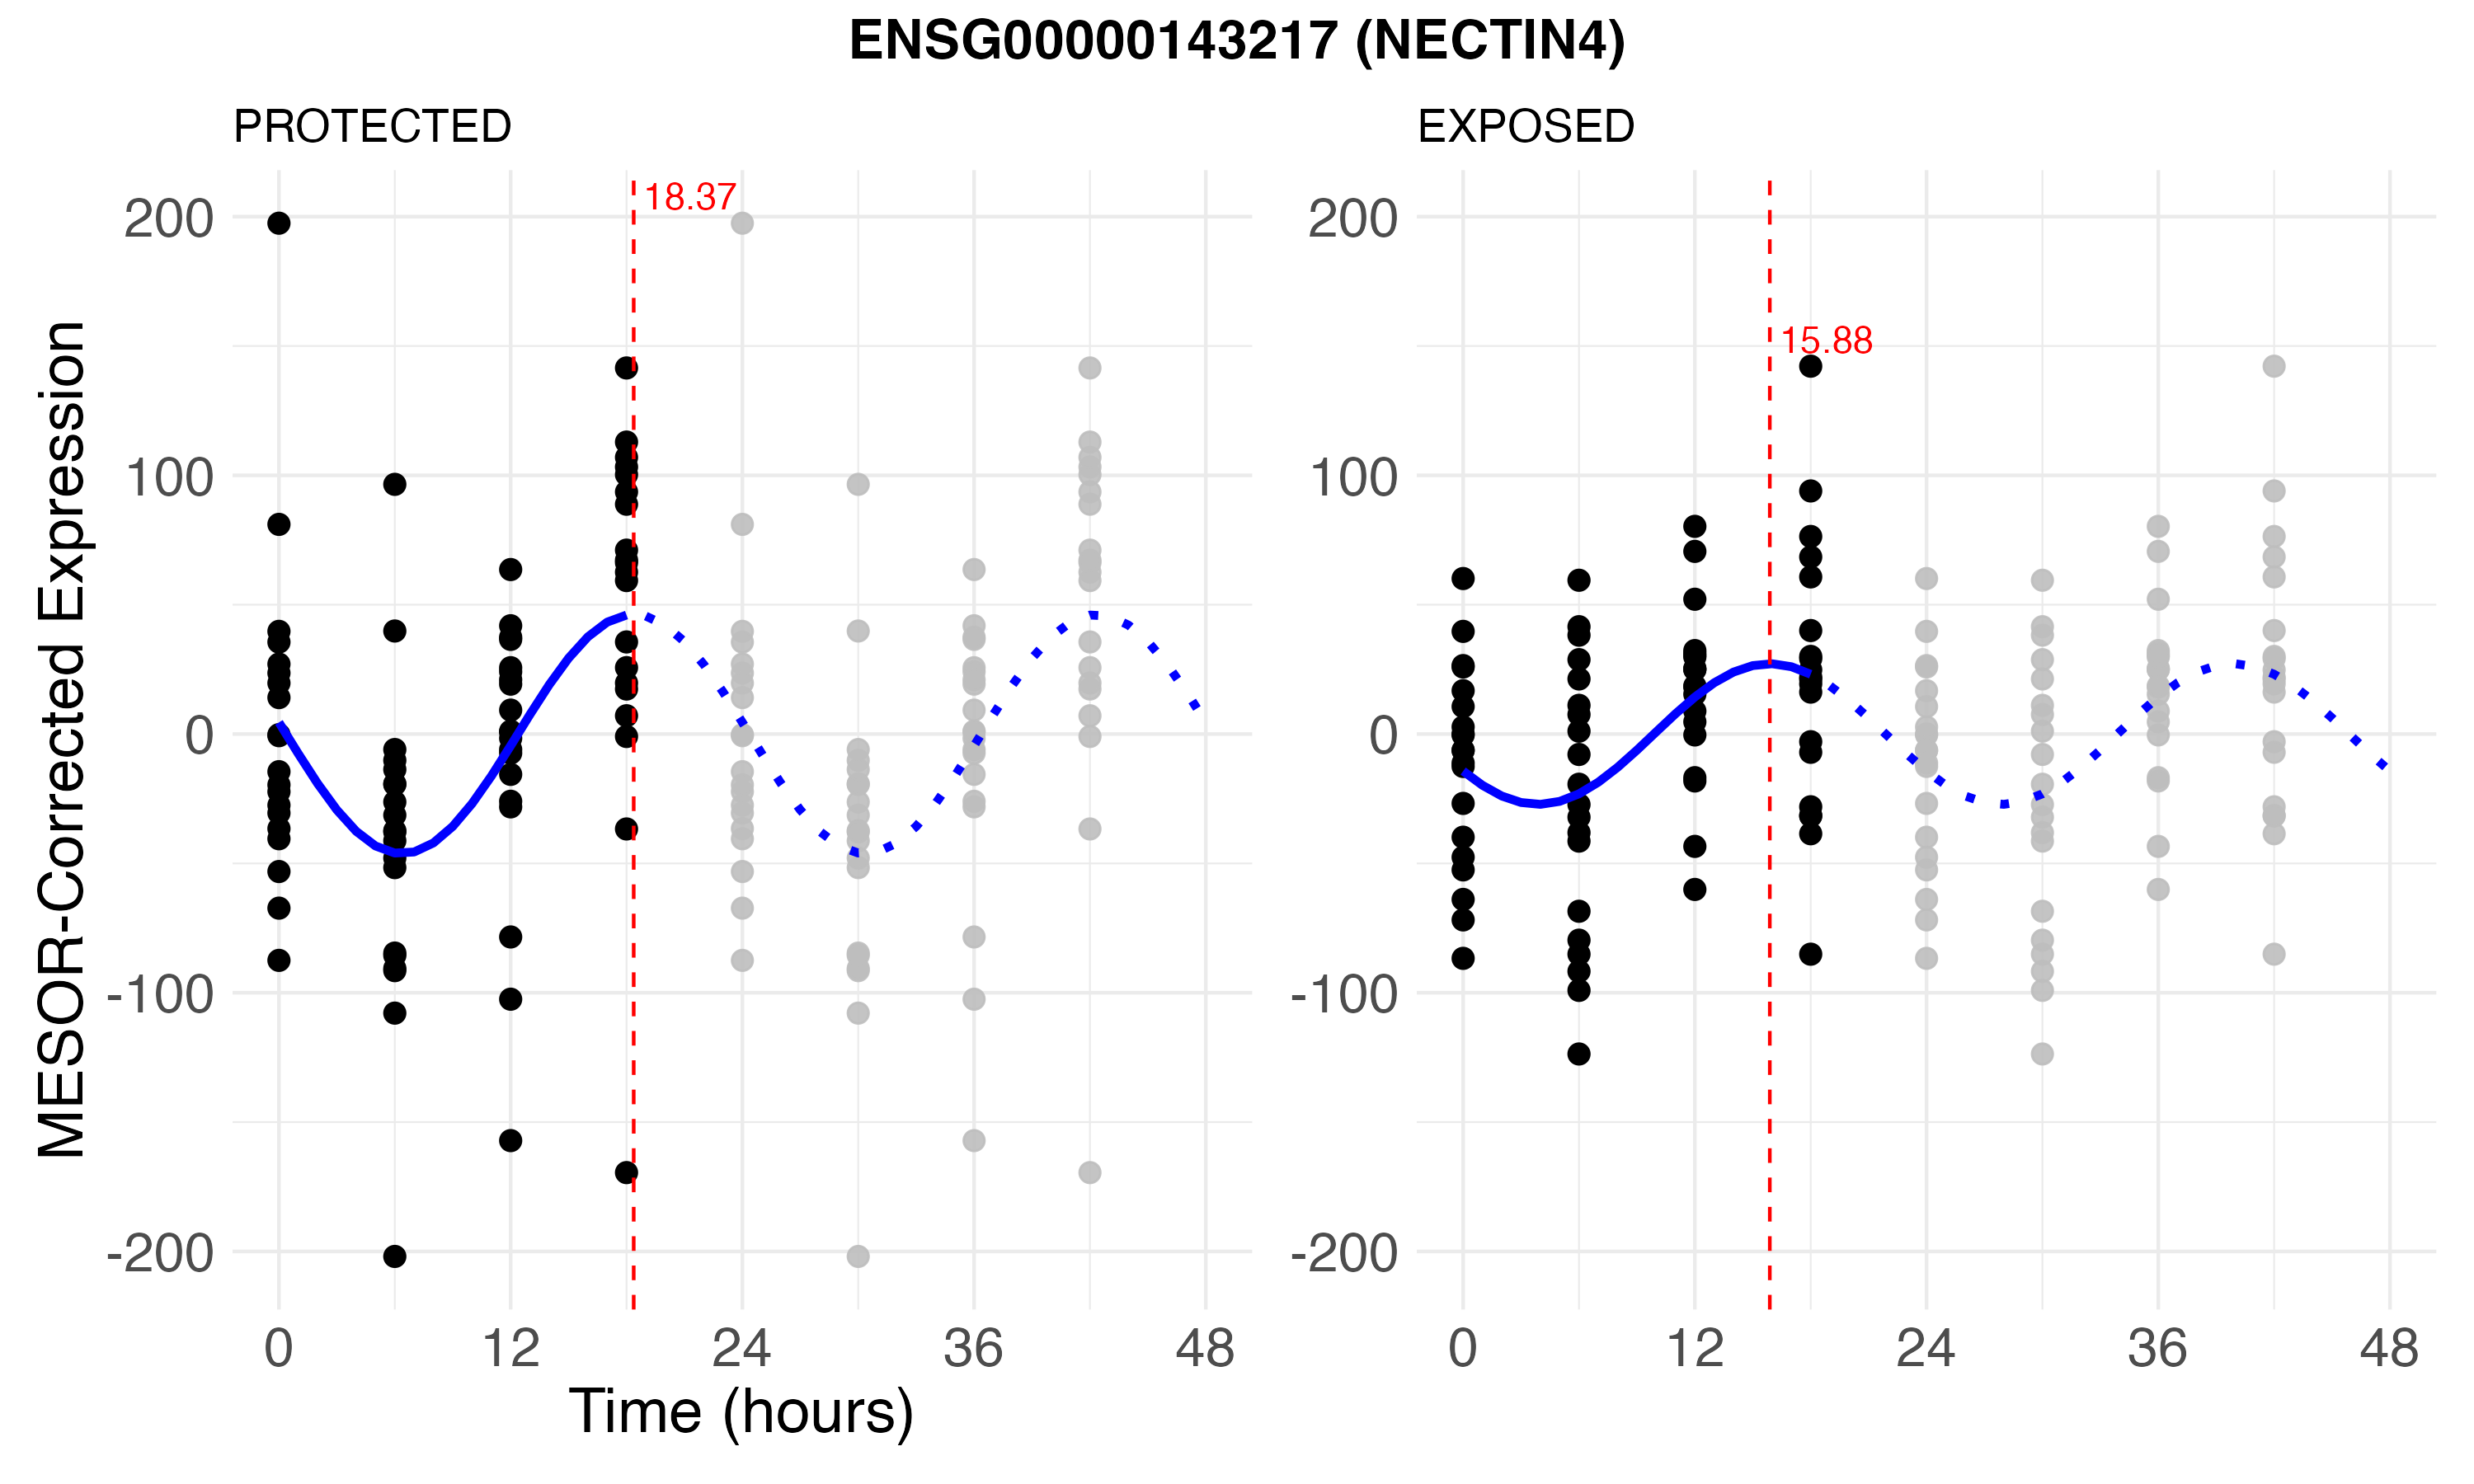 ENSG00000143217 (NECTIN4)
PROTECTED
EXPOSED
MESOR-Corrected Expression
200
100
0
-100
-200
18.37
0 12 24 36 48
Time (hours)
200
100
0
-100
-200
15.88
0 12 24 36 48